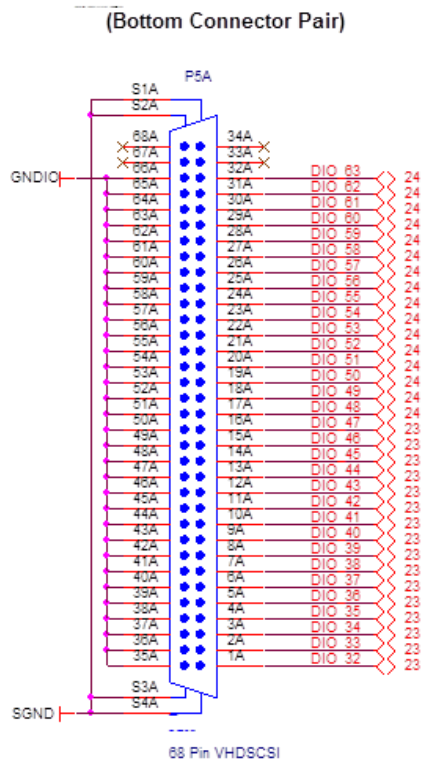 (Bottom Connector Pair)
P5A
S1A
S2A
68A 34A
67A 33A
GNDIO 66A 32A DIO 63 24
65A 31A DIO 62 24
64A 30A DIO 61 24
63A 29A DIO 60 24
62A 28A DIO 59 24
61A 27A DIO 58 24
60A 26A DIO 57 24
59A 25A DIO 56 24
58A 24A DIO 55 24
57A 23A DIO 54 24
56A 22A DIO 53 24
55A 21A DIO 52 24
54A 20A DIO 51 24
53A 19A DIO 50 24
52A 18A DIO 49 24
51A 17A DIO 48 24
50A 16A DIO 47 23
49A 15A DIO 46 23
48A 14A DIO 45 23
47A 13A DIO 44 23
46A 12A DIO 43 23
45A 11A DIO 42 23
44A 10A DIO 41 23
43A 9A DIO 40 23
42A 8A DIO 39 23
41A 7A DIO 38 23
40A 6A DIO 37 23
39A 5A DIO 36 23
38A 4A DIO 35 23
37A 3A DIO 34 23
36A 2A DIO 33 23
35A 1A DIO 32 23
S3A
SGND S4A
68 Pin VHDSCSI